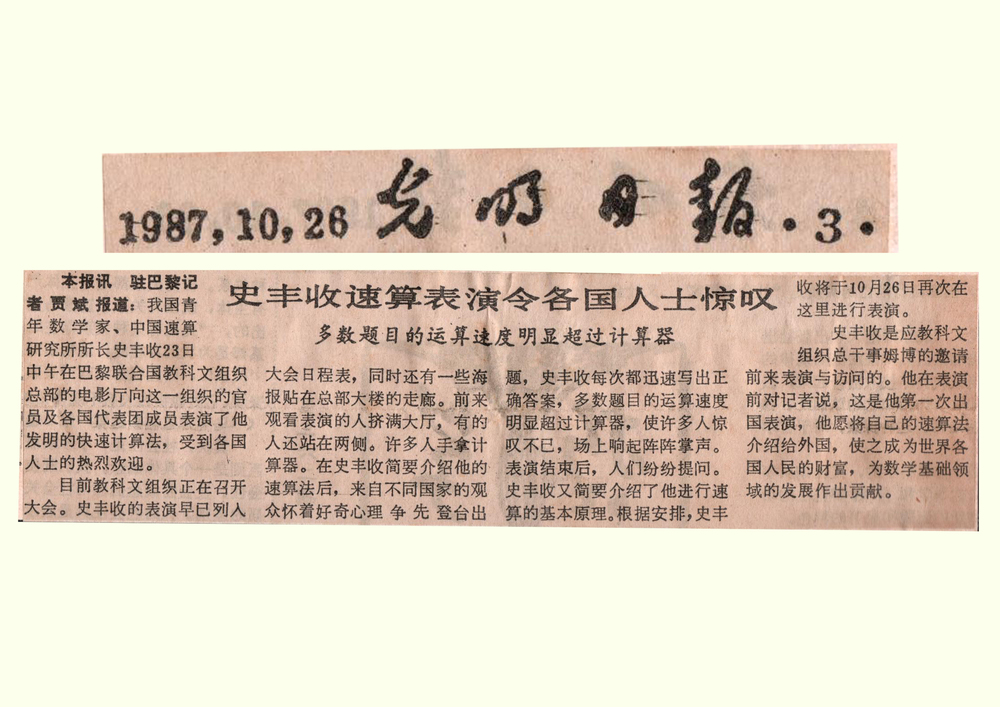 1987,10,26 光明日报 ·3·
史丰收速算表演令各国人士惊叹
多数题目的运算速度明显超过计算器
本报讯 驻巴黎记
者贾斌报道：我国青
年数学家、中国速算
研究所所长史丰收23日
中午在巴黎联合国教科文组织
总部的电影厅向这一组织的官
员及各国代表团成员表演了他
发明的快速计算法，受到各国
人士的热烈欢迎。
目前教科文组织正在召开
大会。史丰收的表演早已列入
大会日程表，同时还有一些海
报贴在总部大楼的走廊。前来
观看表演的人挤满大厅，有的
人还站在两侧。许多人手拿计
算器。在史丰收简要介绍他的
速算法后，来自不同国家的观
众怀着好奇心理争先登台出
题，史丰收每次都迅速写出正
确答案，多数题目的运算速度
明显超过计算器，使许多人惊
叹不已，场上响起阵阵掌声。
表演结束后，人们纷纷提问。
史丰收又简要介绍了他进行速
算的基本原理。根据安排，史丰
收将于10月26日再次在
这里进行表演。
史丰收是应教科文
组织总干事姆博的邀请
前来表演与访问的。他在表演
前对记者说，这是他第一次出
国表演，他愿将自己的速算法
介绍给外国，使之成为世界各
国人民的财富，为数学基础领
域的发展作出贡献。